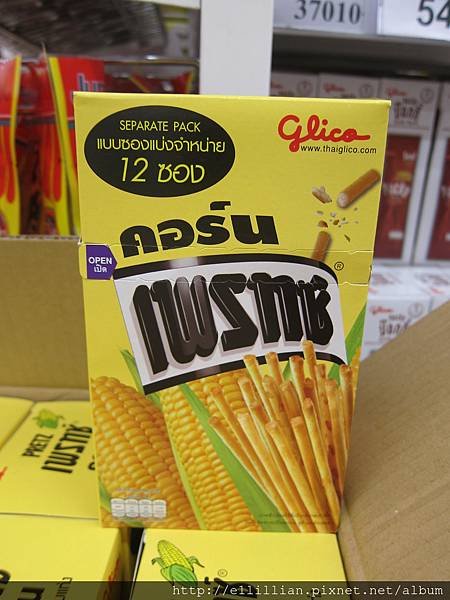 37010
54
SEPARATE PACK
แบบซองแบ่งจำหน่าย
12 ซอง
Glico
www.thaiglico.com
คอร์น
OPEN
เปิด
เพรทซ์
®
PRETZ
เพรทซ์
Glico
http://ellillian.pixnet.net/album